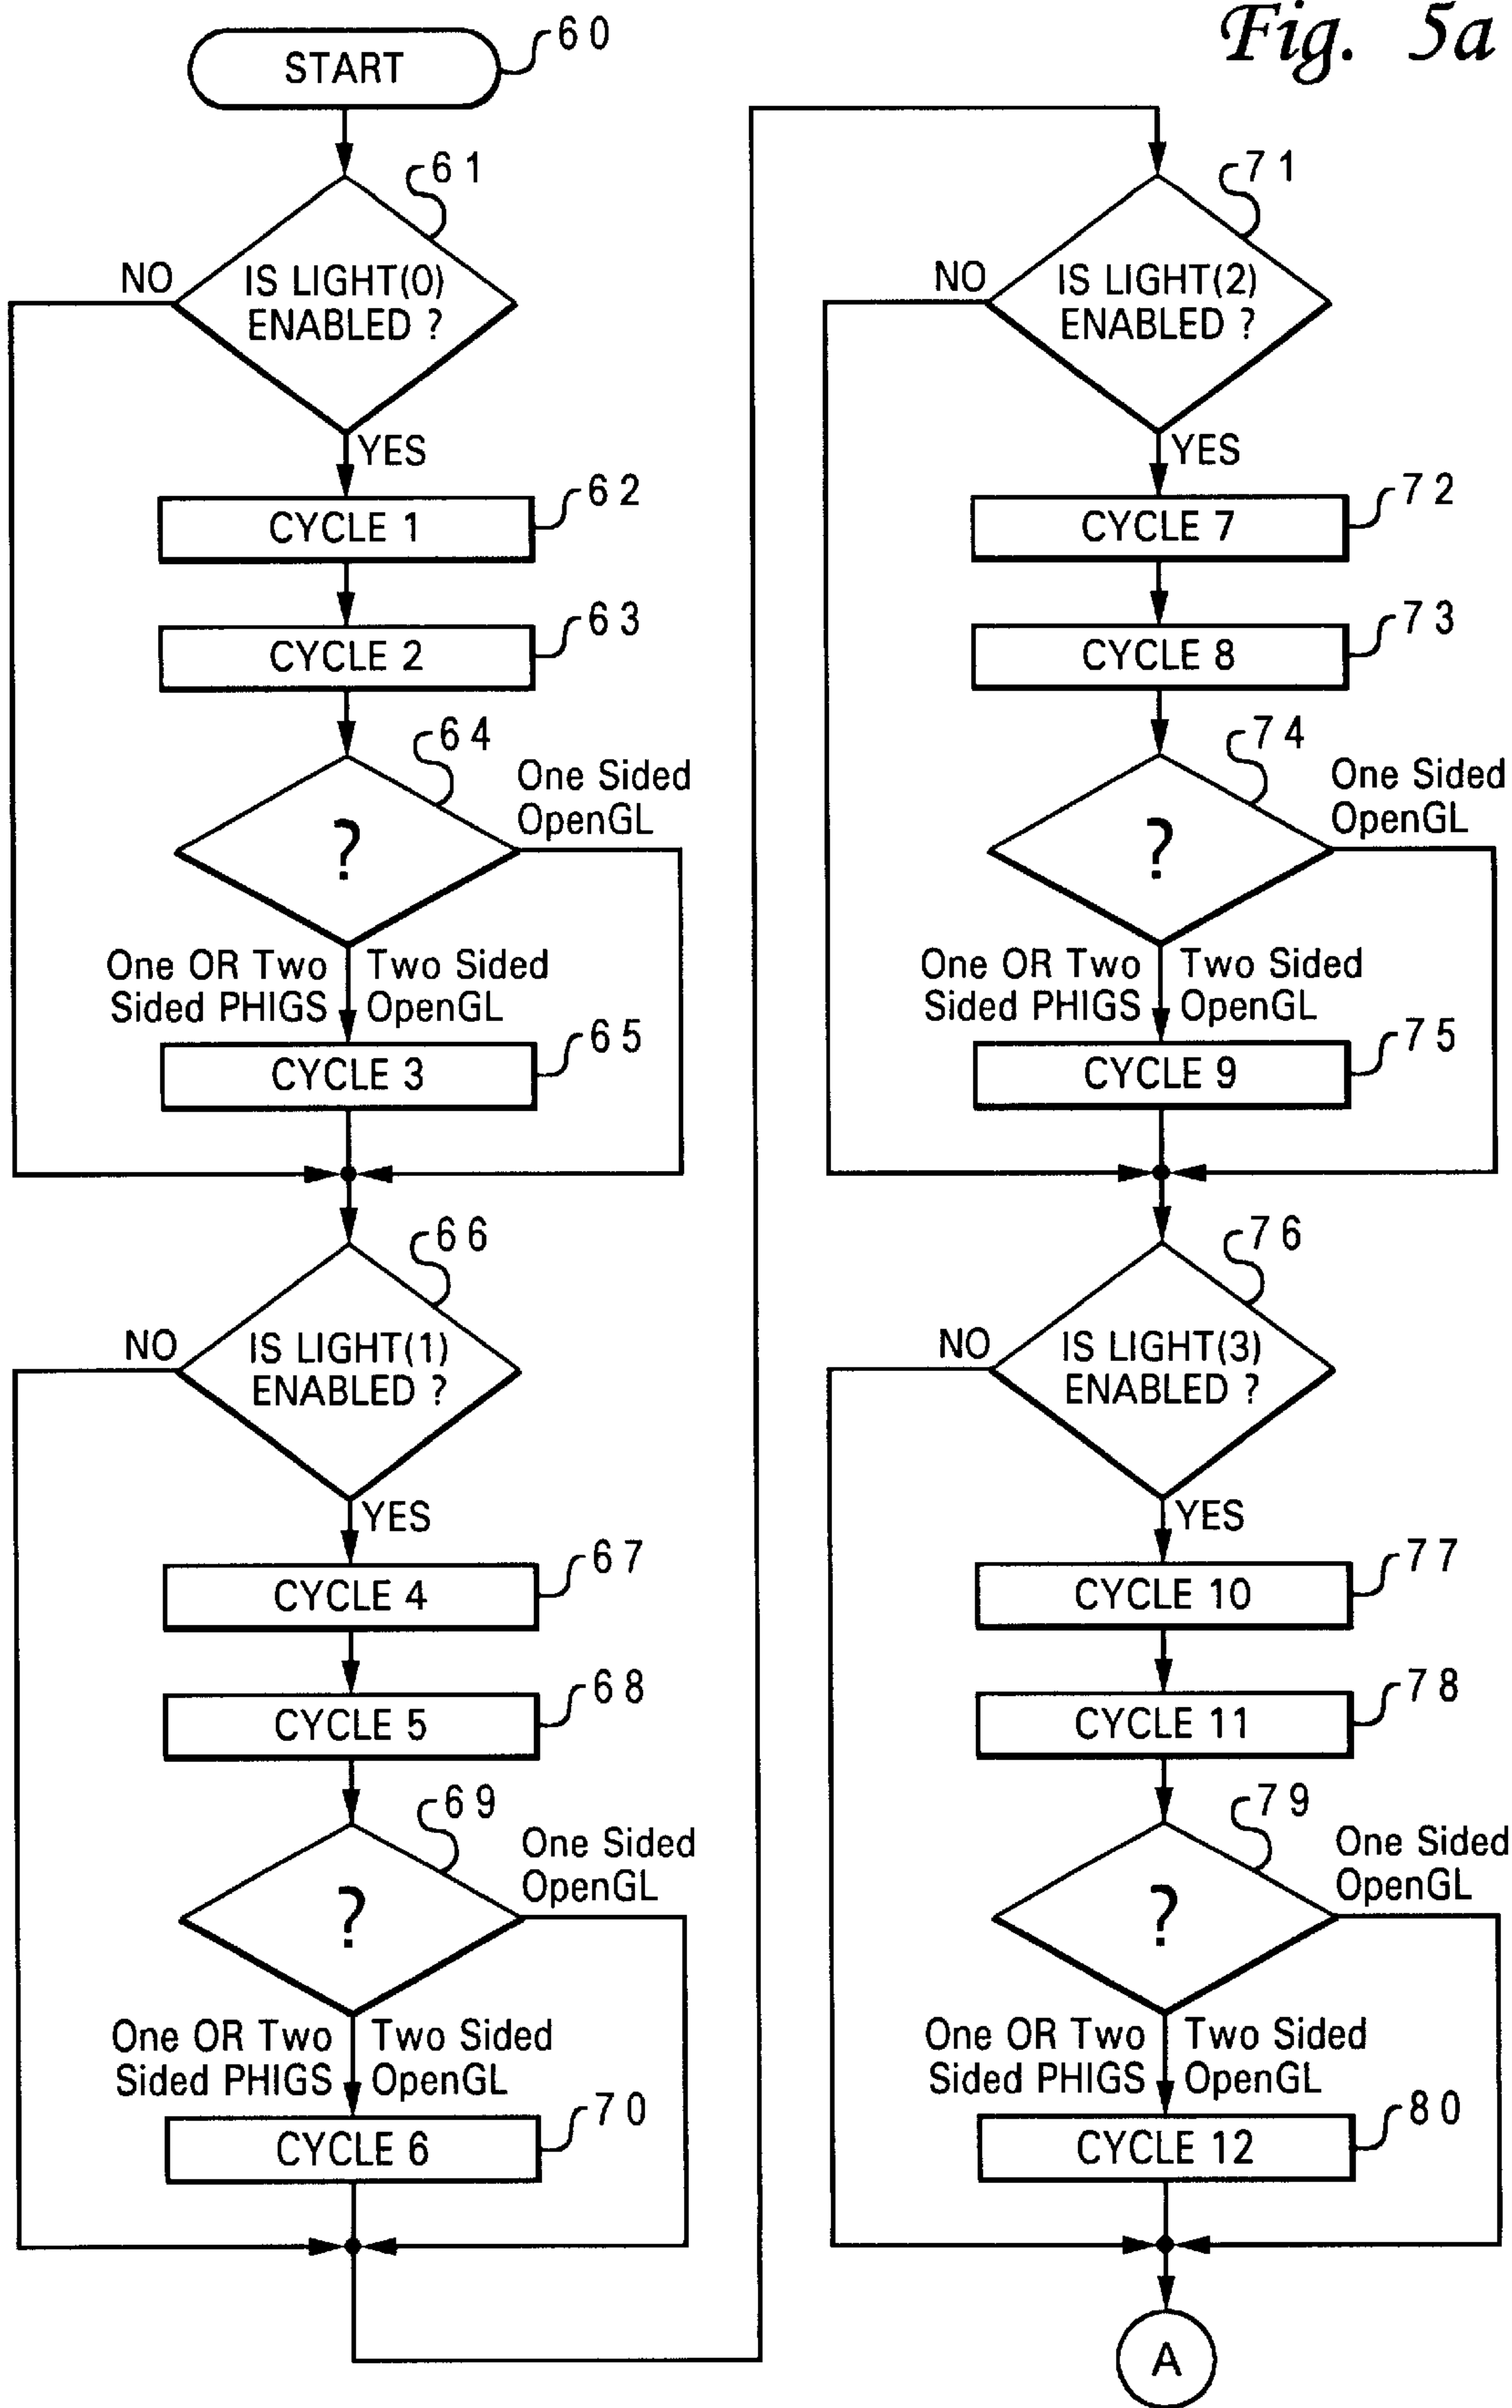 Fig. 5a
START
60
61
IS LIGHT(0)
ENABLED ?
NO
YES
CYCLE 1
62
CYCLE 2
63
64
?
One Sided
OpenGL
One OR Two
Sided PHIGS
Two Sided
OpenGL
CYCLE 3
65
66
IS LIGHT(1)
ENABLED ?
NO
YES
CYCLE 4
67
CYCLE 5
68
69
?
One Sided
OpenGL
One OR Two
Sided PHIGS
Two Sided
OpenGL
CYCLE 6
70
71
IS LIGHT(2)
ENABLED ?
NO
YES
CYCLE 7
72
CYCLE 8
73
74
?
One Sided
OpenGL
One OR Two
Sided PHIGS
Two Sided
OpenGL
CYCLE 9
75
76
IS LIGHT(3)
ENABLED ?
NO
YES
CYCLE 10
77
CYCLE 11
78
79
?
One Sided
OpenGL
One OR Two
Sided PHIGS
Two Sided
OpenGL
CYCLE 12
80
A